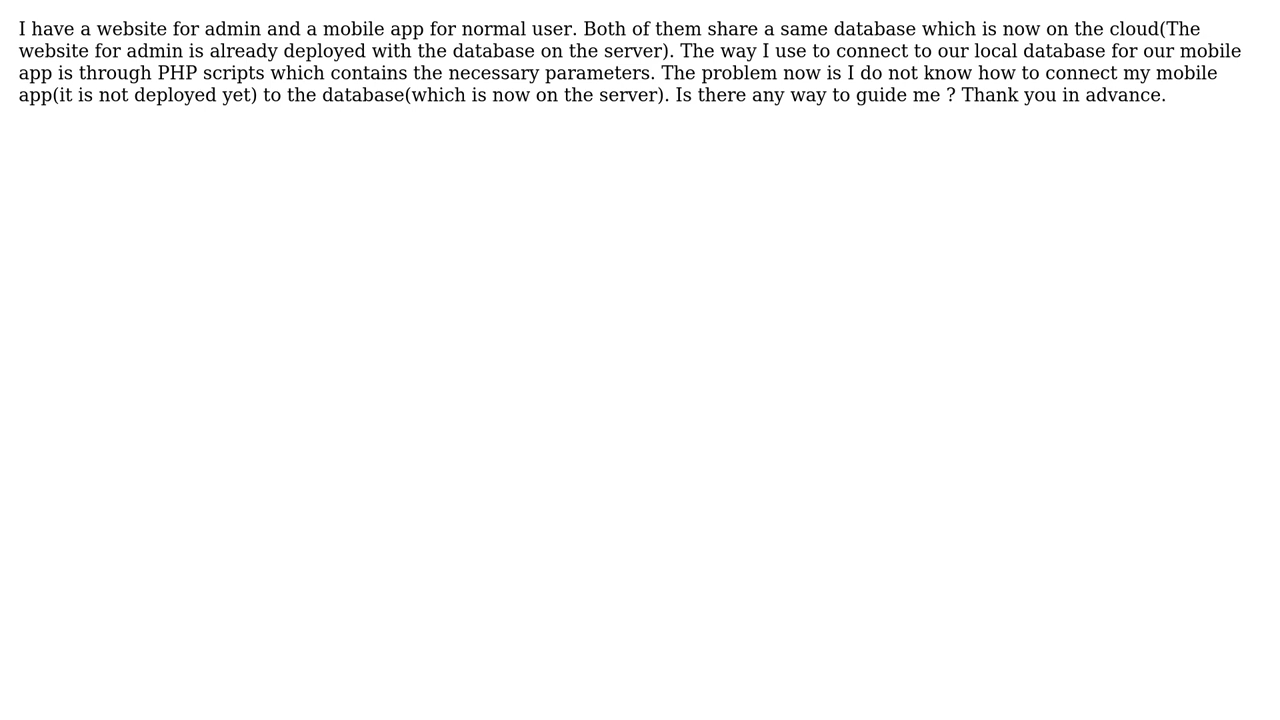 I have a website for admin and a mobile app for normal user. Both of them share a same database which is now on the cloud(The
website for admin is already deployed with the database on the server). The way I use to connect to our local database for our mobile
app is through PHP scripts which contains the necessary parameters. The problem now is I do not know how to connect my mobile
app(it is not deployed yet) to the database(which is now on the server). Is there any way to guide me ? Thank you in advance.